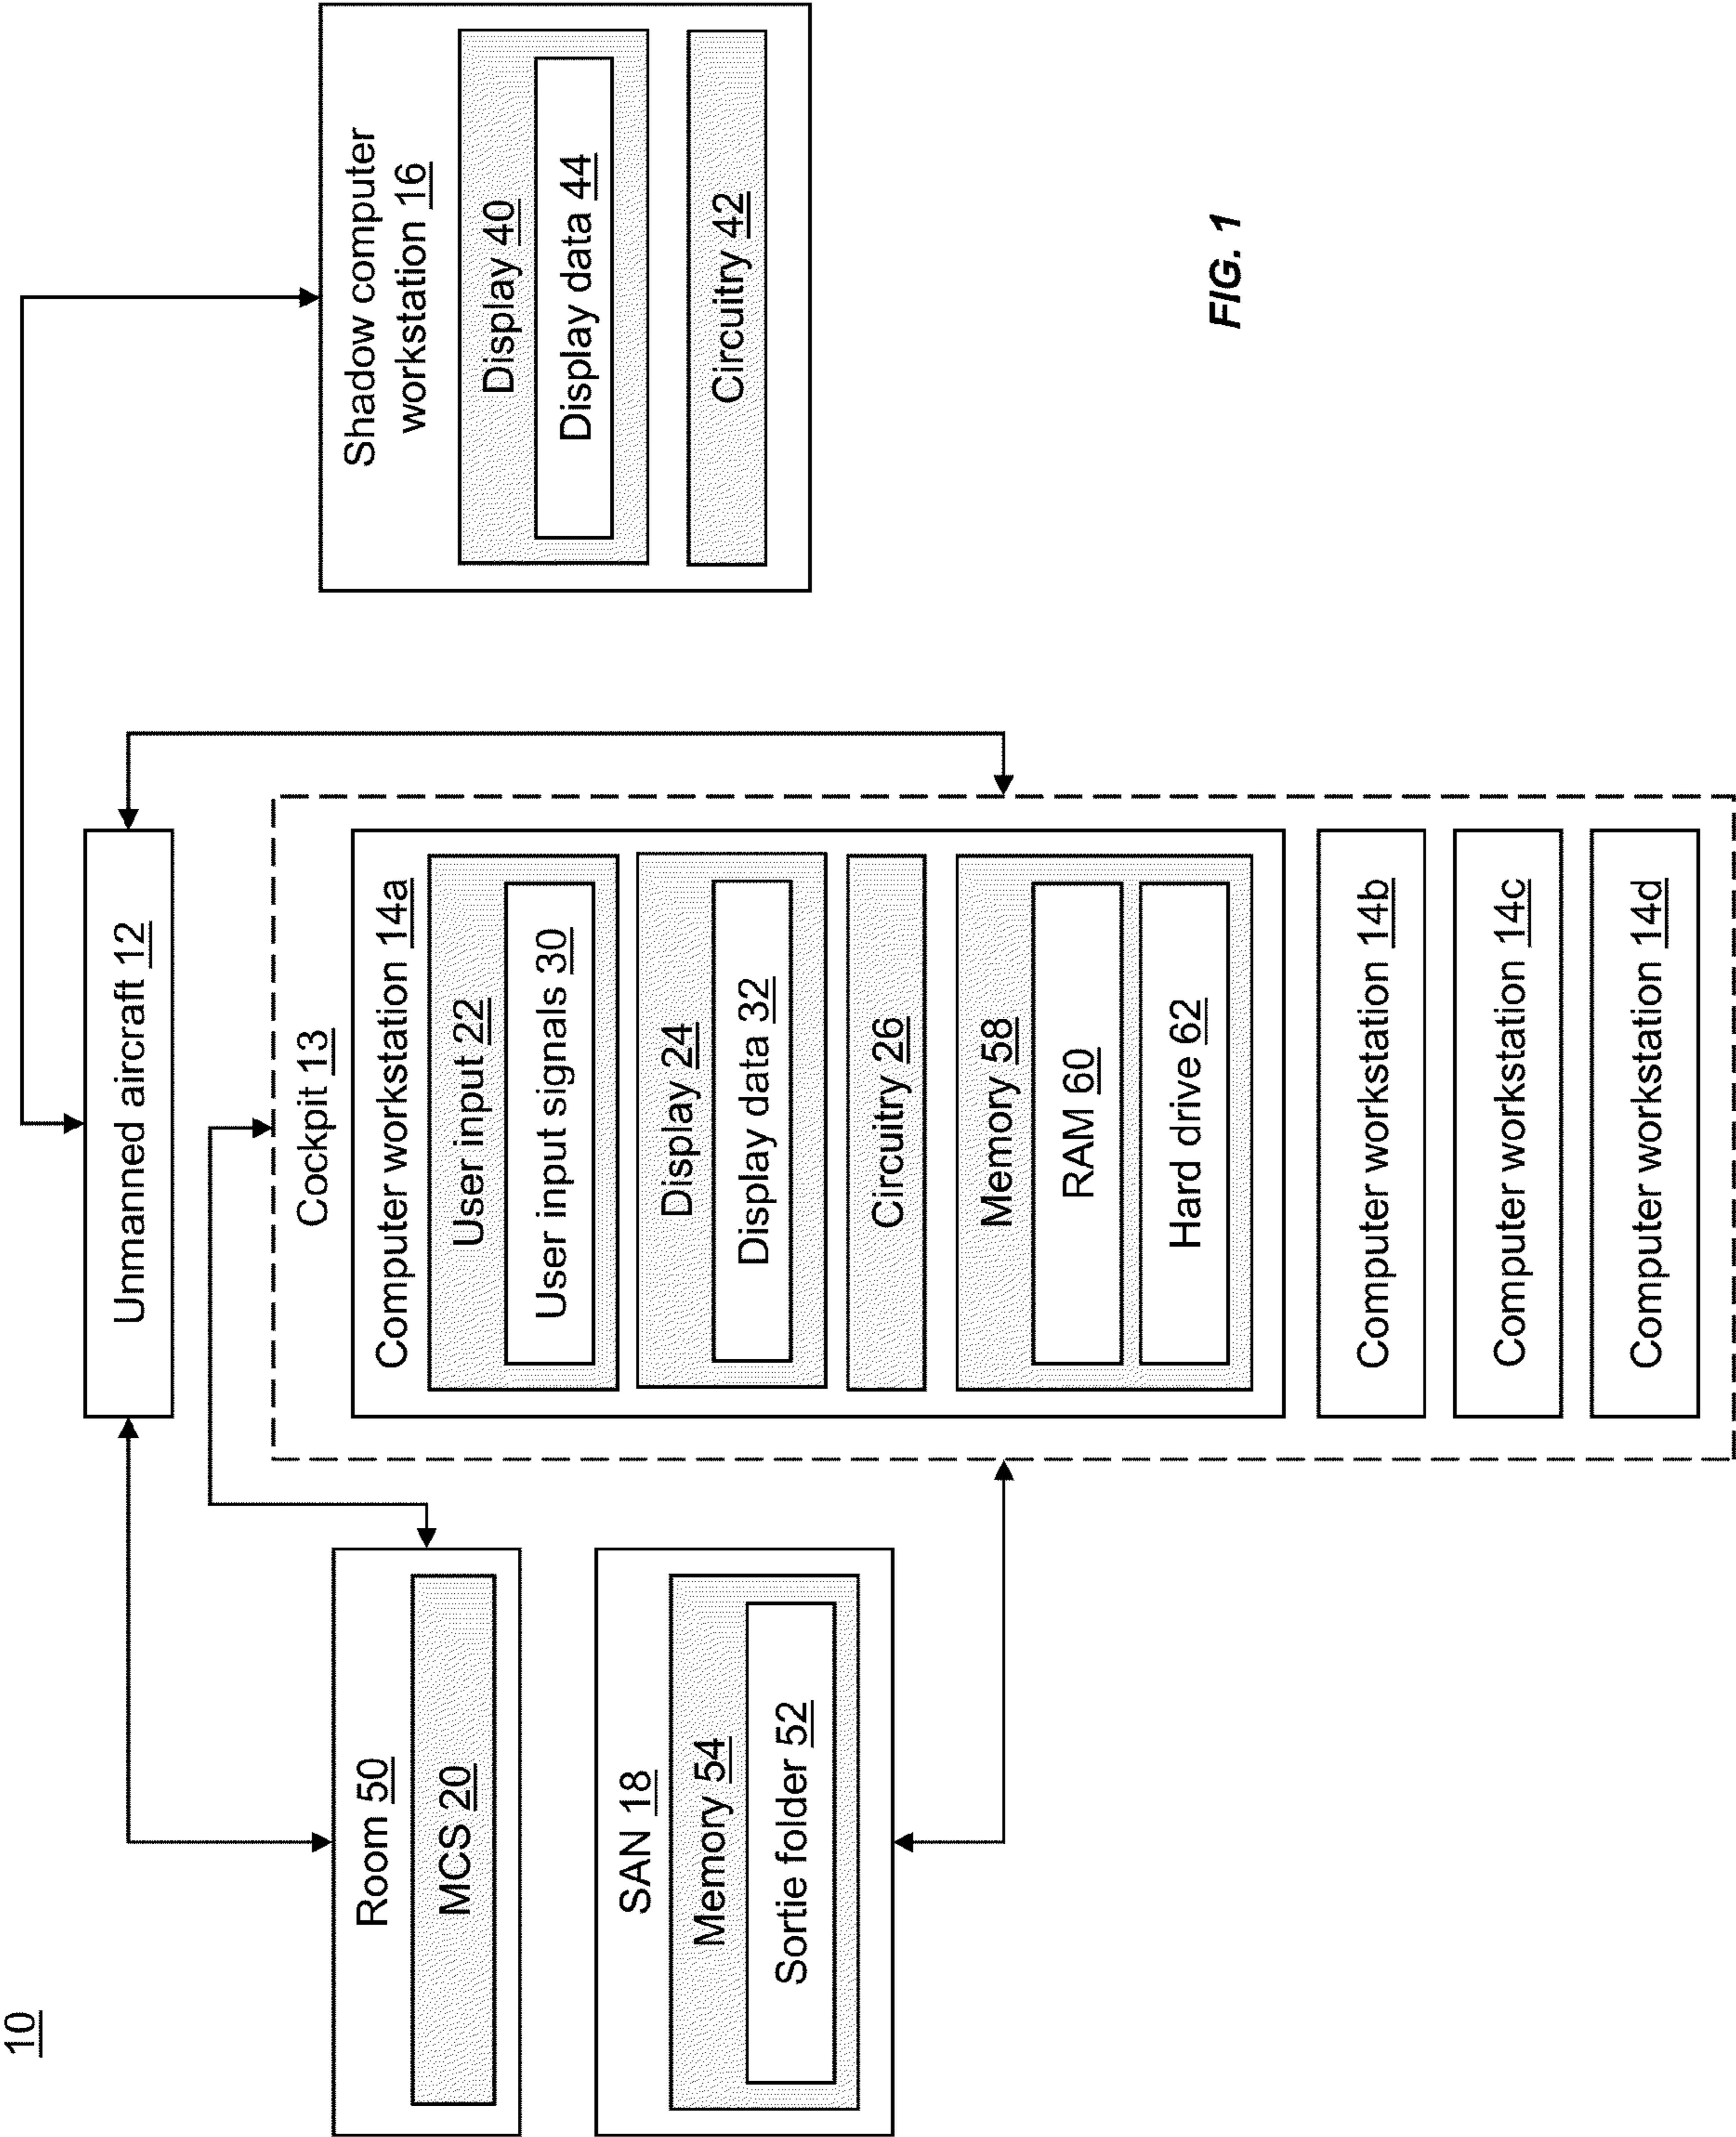 10
Unmanned aircraft 12
Room 50
MCS 20
SAN 18
Memory 54
Sortie folder 52
Cockpit 13
Computer workstation 14a
User input 22
User input signals 30
Display 24
Display data 32
Circuitry 26
Memory 58
RAM 60
Hard drive 62
Computer workstation 14b
Computer workstation 14c
Computer workstation 14d
Shadow computer
workstation 16
Display 40
Display data 44
Circuitry 42
FIG. 1